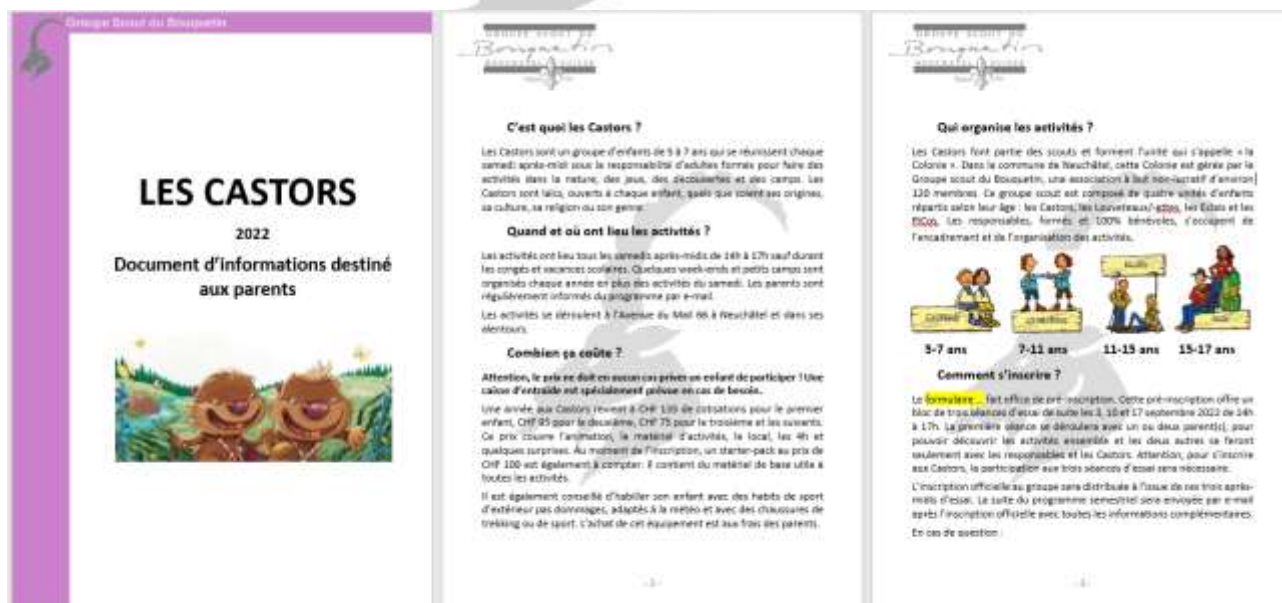 Groupe Scout du Bouquetin
LES CASTORS
2022
Document d'informations destiné
aux parents
GROUPE SCOUT DU
Bouquetin
C'est quoi les Castors ?
Les Castors sont un groupe d'enfants de 5 à 7 ans qui se réunissent chaque
samedi après-midi sous la responsabilité d'adultes formés pour faire des
activités dans la nature, des jeux, des découvertes et des camps. Les
Castors sont laïcs, ouverts à chaque enfant, quels que soient ses origines,
sa culture, sa religion ou son genre.
Quand et où ont lieu les activités ?
Les activités ont lieu tous les samedis après-midis de 14h à 17h sauf durant
les congés et vacances scolaires. Quelques week-ends et petits camps sont
organisés chaque année en plus des activités du samedi. Les parents sont
régulièrement informés du programme par e-mail.
Les activités se déroulent à l'Avenue du Mail 66 à Neuchâtel et dans ses
alentours.
Combien ça coûte ?
Attention, le prix ne doit en aucun cas priver un enfant de participer ! Une
caisse d'entraide est spécialement prévue en cas de besoin.
Une année aux Castors revient à CHF de cotisations pour le premier
enfant, CHF 95 pour le deuxième, CHF 75 pour le troisième et les suivants.
Ce prix couvre l'animation, le matériel d'activités, le local, les 4h et
quelques surprises. Au moment de l'inscription, un starter-pack au prix de
CHF 100 est également à compter: il contient du matériel de base utile à
toutes les activités.
Il est également conseillé d'habiller son enfant avec des habits de sport
d'extérieur pas dommages, adaptés à la météo et avec des chaussures de
trekking ou de sport. L'achat de cet équipement est aux frais des parents.
GROUPE SCOUT DU
Bouquetin
Qui organise les activités ?
Les Castors font partie des scouts et forment l'unité qui s'appelle « la
Colonie ». Dans la commune de Neuchâtel, cette Colonie est gérée par le
Groupe scout du Bouquetin, une association à but non-lucratif d'environ
120 membres. Ce groupe scout est composé de quatre unités d'enfants
répartis selon leur âge : les Castors, les Louveteaux/-ettes, les Eclais et les
PiCos. Les responsables, formés et 100% bénévoles, s'occupent de
l'encadrement et de l'organisation des activités.
5-7 ans 7-11 ans 11-15 ans 15-17 ans
Comment s'inscrire ?
Le formulaire... fait office de pré-inscription. Cette pré-inscription offre un
bloc de trois séances d'essai de suite les 3, 10 et 17 septembre 2022 de 14h
à 17h. La première séance se déroulera avec un ou deux parent(s), pour
pouvoir découvrir les activités ensemble et les deux autres se feront
seulement avec les responsables et les Castors. Attention, pour s'inscrire
aux Castors, la participation aux trois séances d'essai sera nécessaire.
L'inscription officielle au groupe sera distribuée à l'issue de ces trois après-
midis d'essai. La suite du programme semestriel sera envoyée par e-mail
après l'inscription officielle avec toutes les informations complémentaires.
En cas de question :